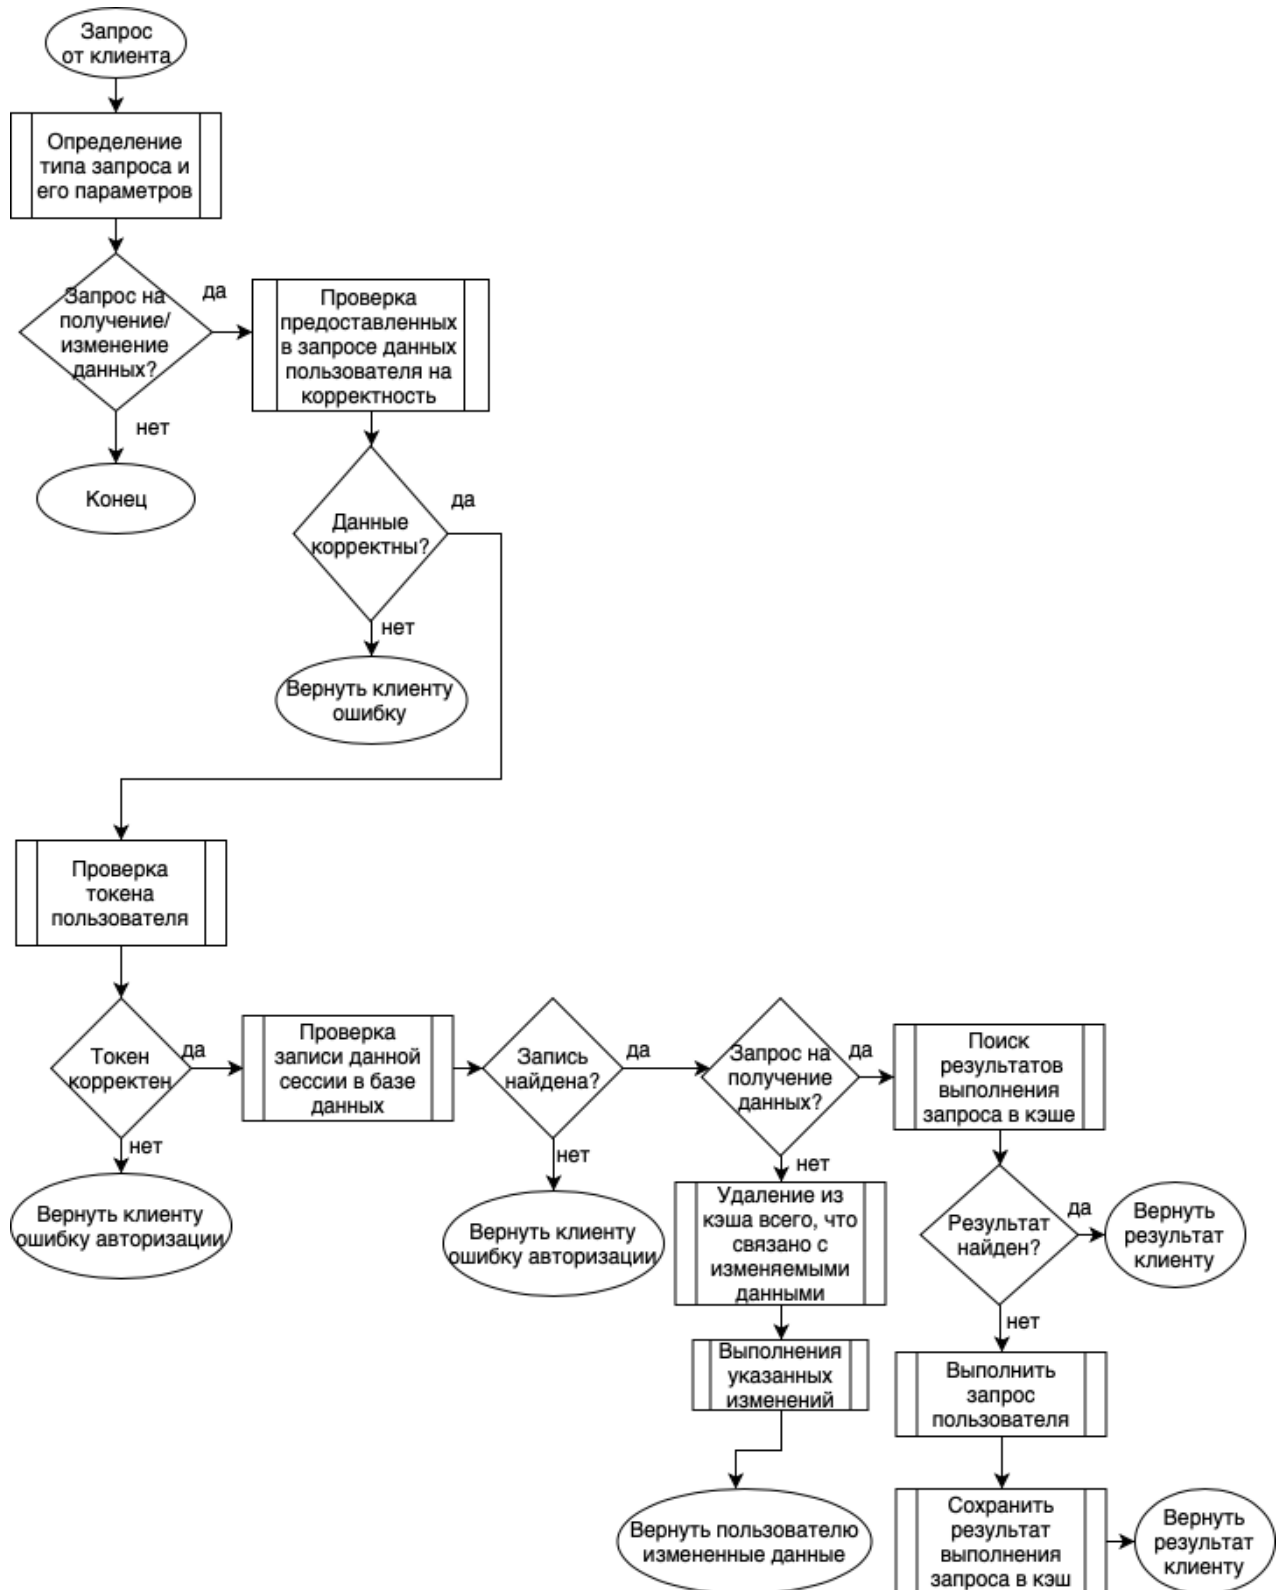 Запрос
от клиента
Определение
типа запроса и
его параметров
Запрос на
получение/
изменение
данных?
да
нет
Конец
Проверка
предоставленных
в запросе данных
пользователя на
корректность
Данные
корректны?
да
нет
Вернуть клиенту
ошибку
Проверка
токена
пользователя
Токен
корректен
да
нет
Вернуть клиенту
ошибку авторизации
Проверка
записи данной
сессии в базе
данных
Запись
найдена?
да
нет
Вернуть клиенту
ошибку авторизации
Запрос на
получение
данных?
да
нет
Удаление из
кэша всего, что
связано с
изменяемыми
данными
Выполнения
указанных
изменений
Вернуть пользователю
измененные данные
Поиск
результатов
выполнения
запроса в кэше
Результат
найден?
да
Вернуть
результат
клиенту
нет
Выполнить
запрос
пользователя
Сохранить
результат
выполнения
запроса в кэш
Вернуть
результат
клиенту